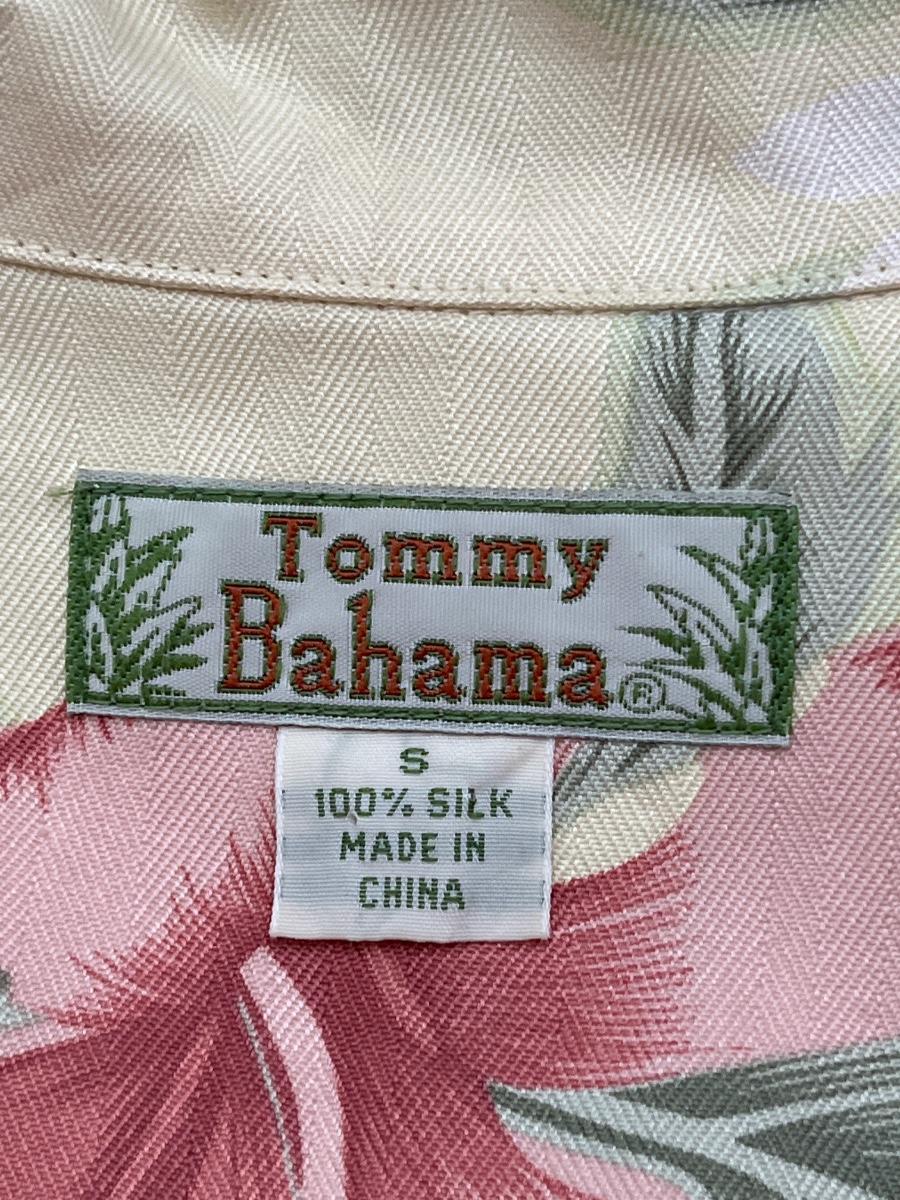 Tommy
Bahama®
S
100% SILK
MADE IN
CHINA